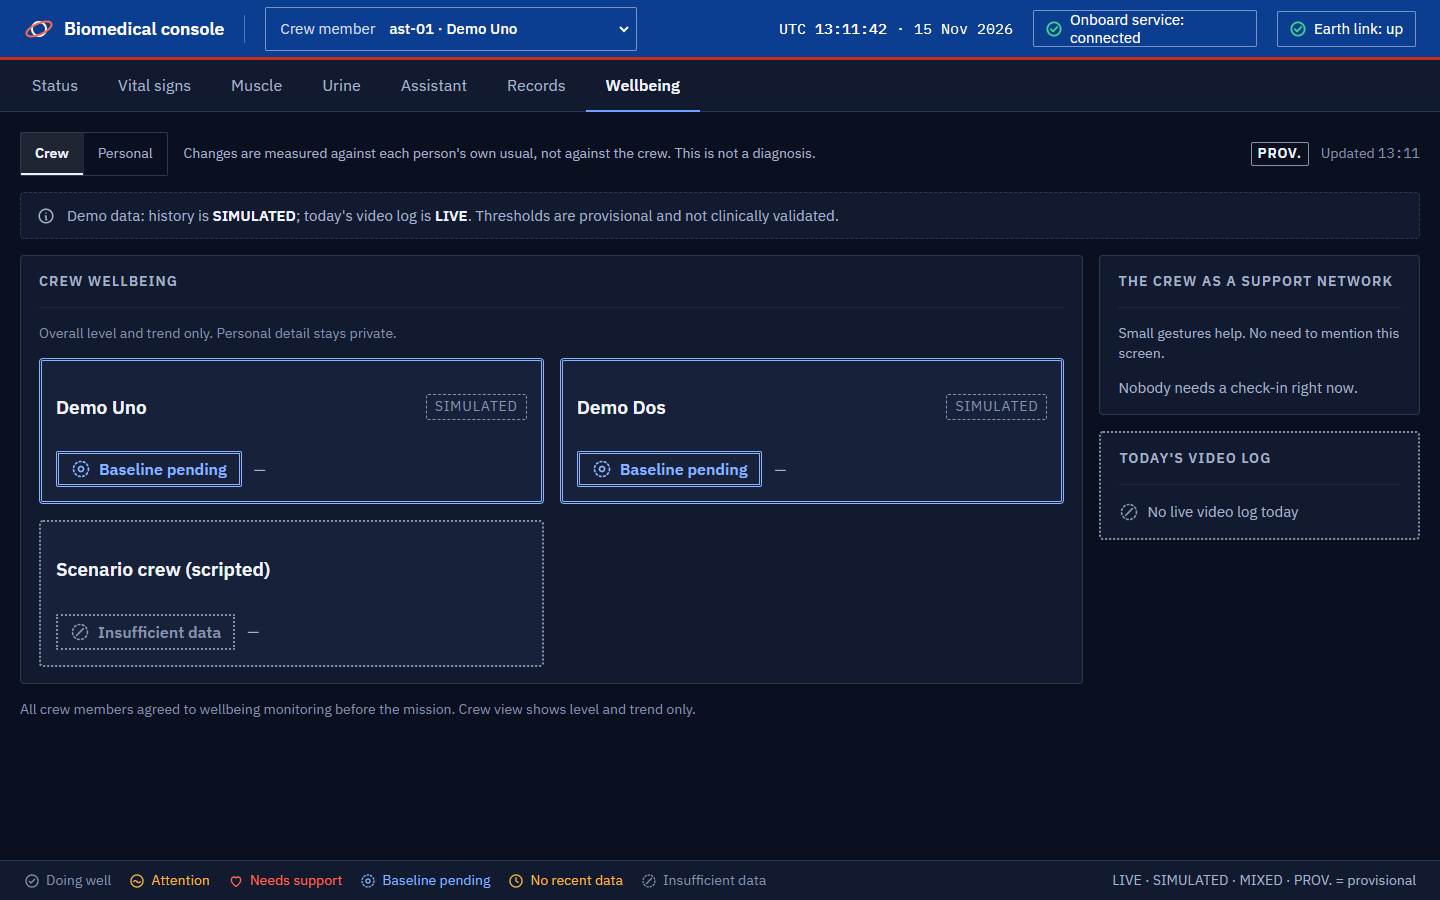 Biomedical console
Crew member ast-01 · Demo Uno
UTC 13:11:42 · 15 Nov 2026
Onboard service: connected
Earth link: up
Status Vital signs Muscle Urine Assistant Records Wellbeing
Crew Personal Changes are measured against each person's own usual, not against the crew. This is not a diagnosis. PROV. Updated 13:11
Demo data: history is SIMULATED; today's video log is LIVE. Thresholds are provisional and not clinically validated.
CREW WELLBEING
Overall level and trend only. Personal detail stays private.
Demo Uno SIMULATED
Baseline pending —
Demo Dos SIMULATED
Baseline pending —
Scenario crew (scripted)
Insufficient data —
THE CREW AS A SUPPORT NETWORK
Small gestures help. No need to mention this
screen.
Nobody needs a check-in right now.
TODAY'S VIDEO LOG
No live video log today
All crew members agreed to wellbeing monitoring before the mission. Crew view shows level and trend only.
Doing well Attention Needs support Baseline pending No recent data Insufficient data LIVE · SIMULATED · MIXED · PROV. = provisional